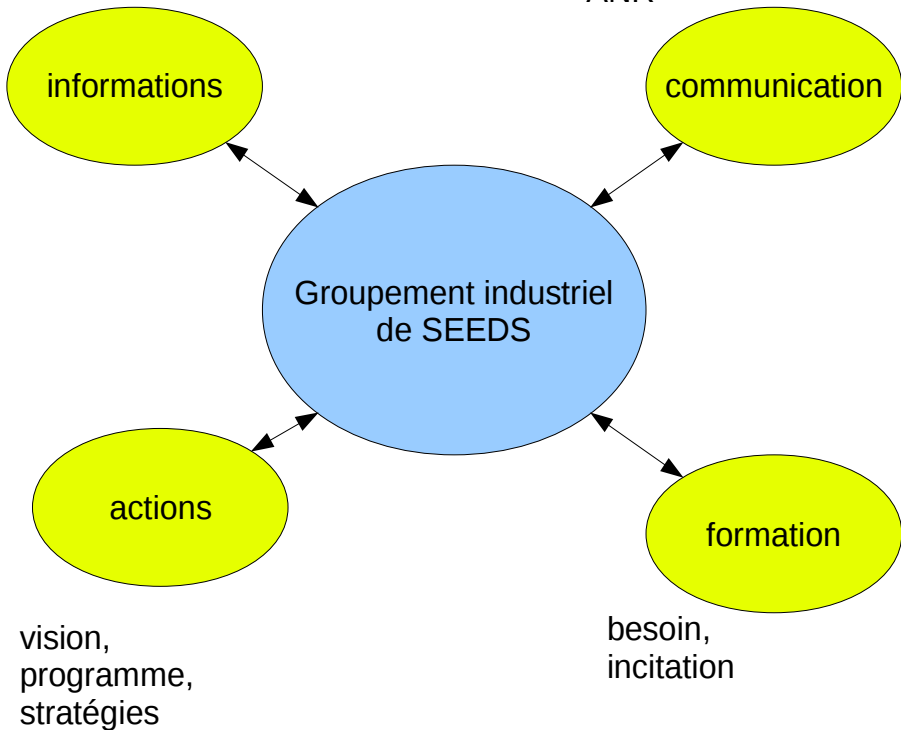 informations
communication
Groupement industriel
de SEEDS
actions
formation
vision,
programme,
stratégies
besoin,
incitation